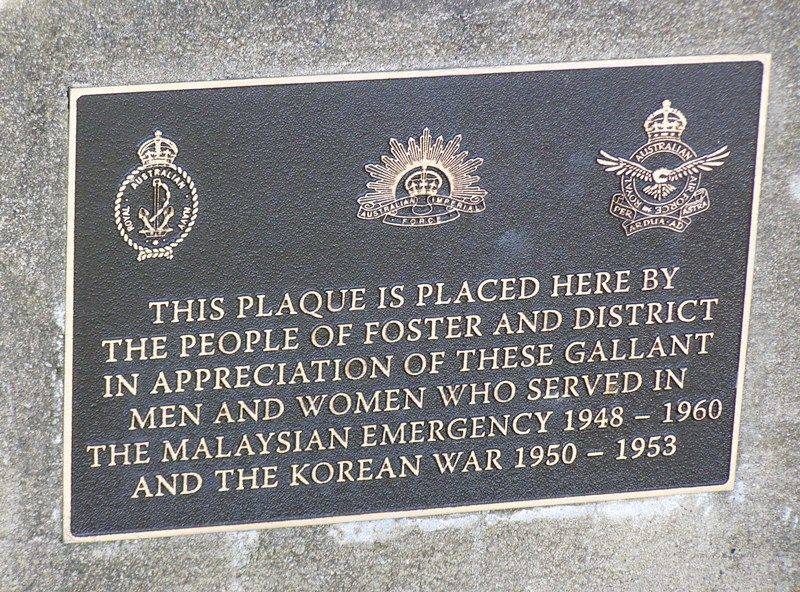 ROYAL AUSTRALIAN NAVY
AUSTRALIAN IMPERIAL
FORCE
ROYAL AUSTRALIAN AIR FORCE
PER ARDUA AD ASTRA
THIS PLAQUE IS PLACED HERE BY
THE PEOPLE OF FOSTER AND DISTRICT
IN APPRECIATION OF THESE GALLANT
MEN AND WOMEN WHO SERVED IN
THE MALAYSIAN EMERGENCY 1948 – 1960
AND THE KOREAN WAR 1950 – 1953